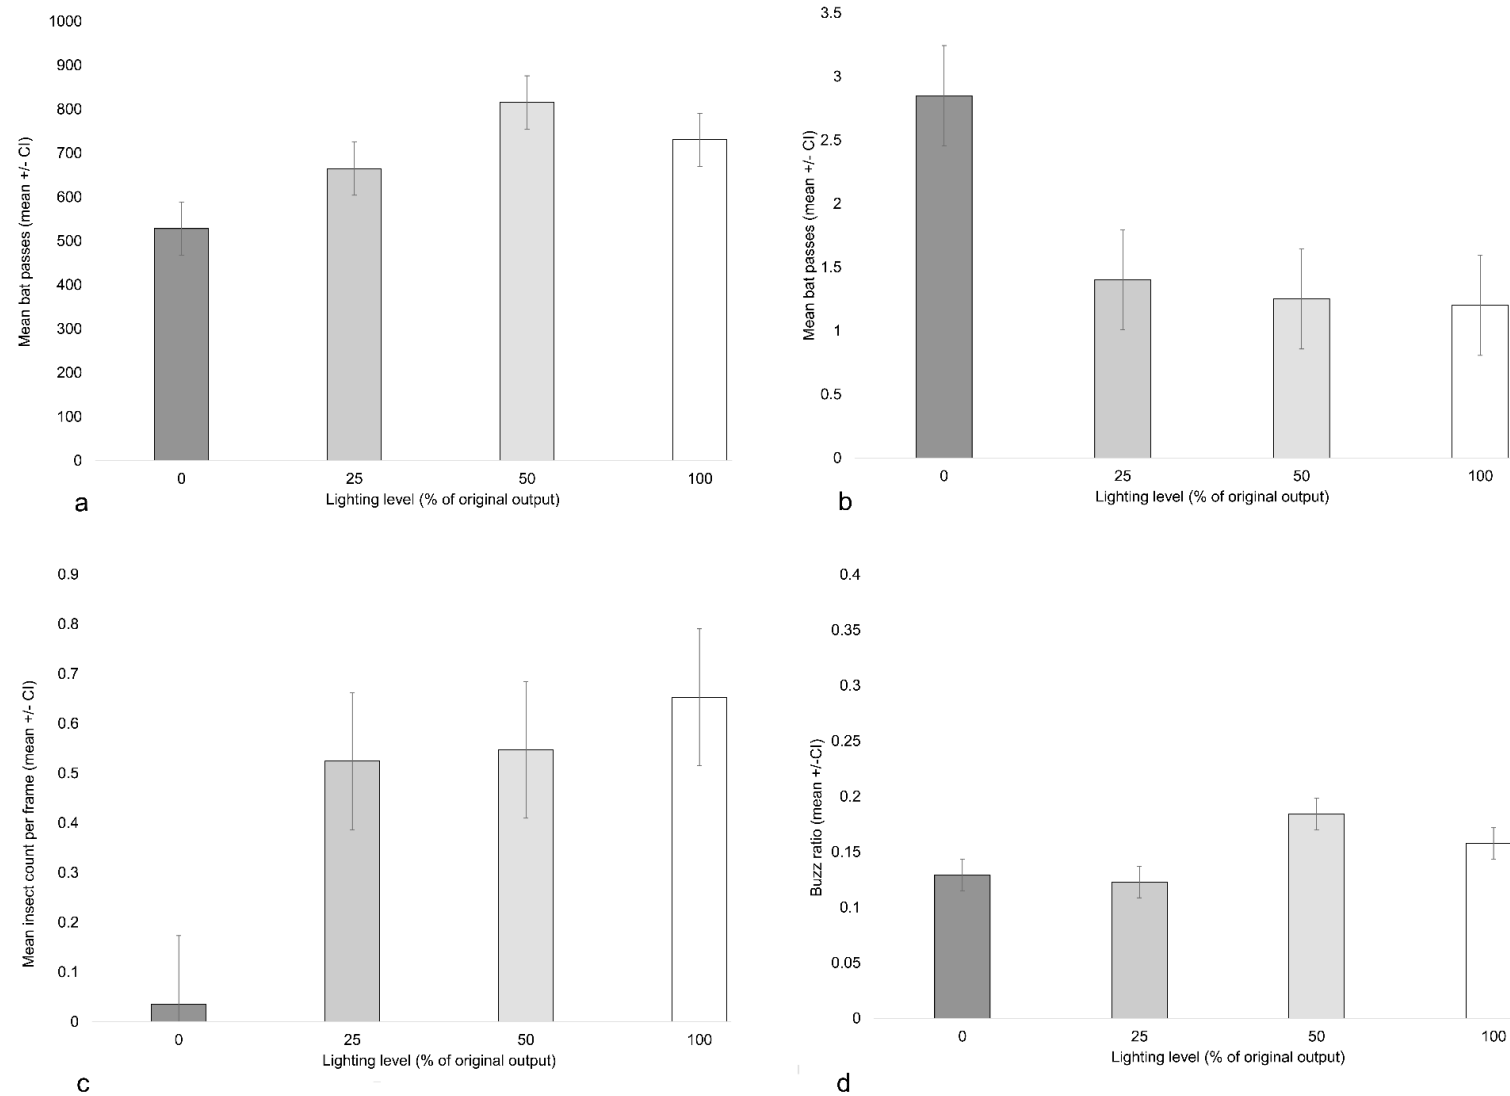 1000
900
800
700
600
500
400
300
200
100
0
Mean bat passes (mean +/- CI)
0 25 50 100
Lighting level (% of original output)
a
3.5
3
2.5
2
1.5
1
0.5
0
Mean bat passes (mean +/- CI)
0 25 50 100
Lighting level (% of original output)
b
0.9
0.8
0.7
0.6
0.5
0.4
0.3
0.2
0.1
0
Mean insect count per frame (mean +/- CI)
0 25 50 100
Lighting level (% of original output)
c
0.4
0.35
0.3
0.25
0.2
0.15
0.1
0.05
0
Buzz ratio (mean +/-CI)
0 25 50 100
Lighting level (% of original output)
d